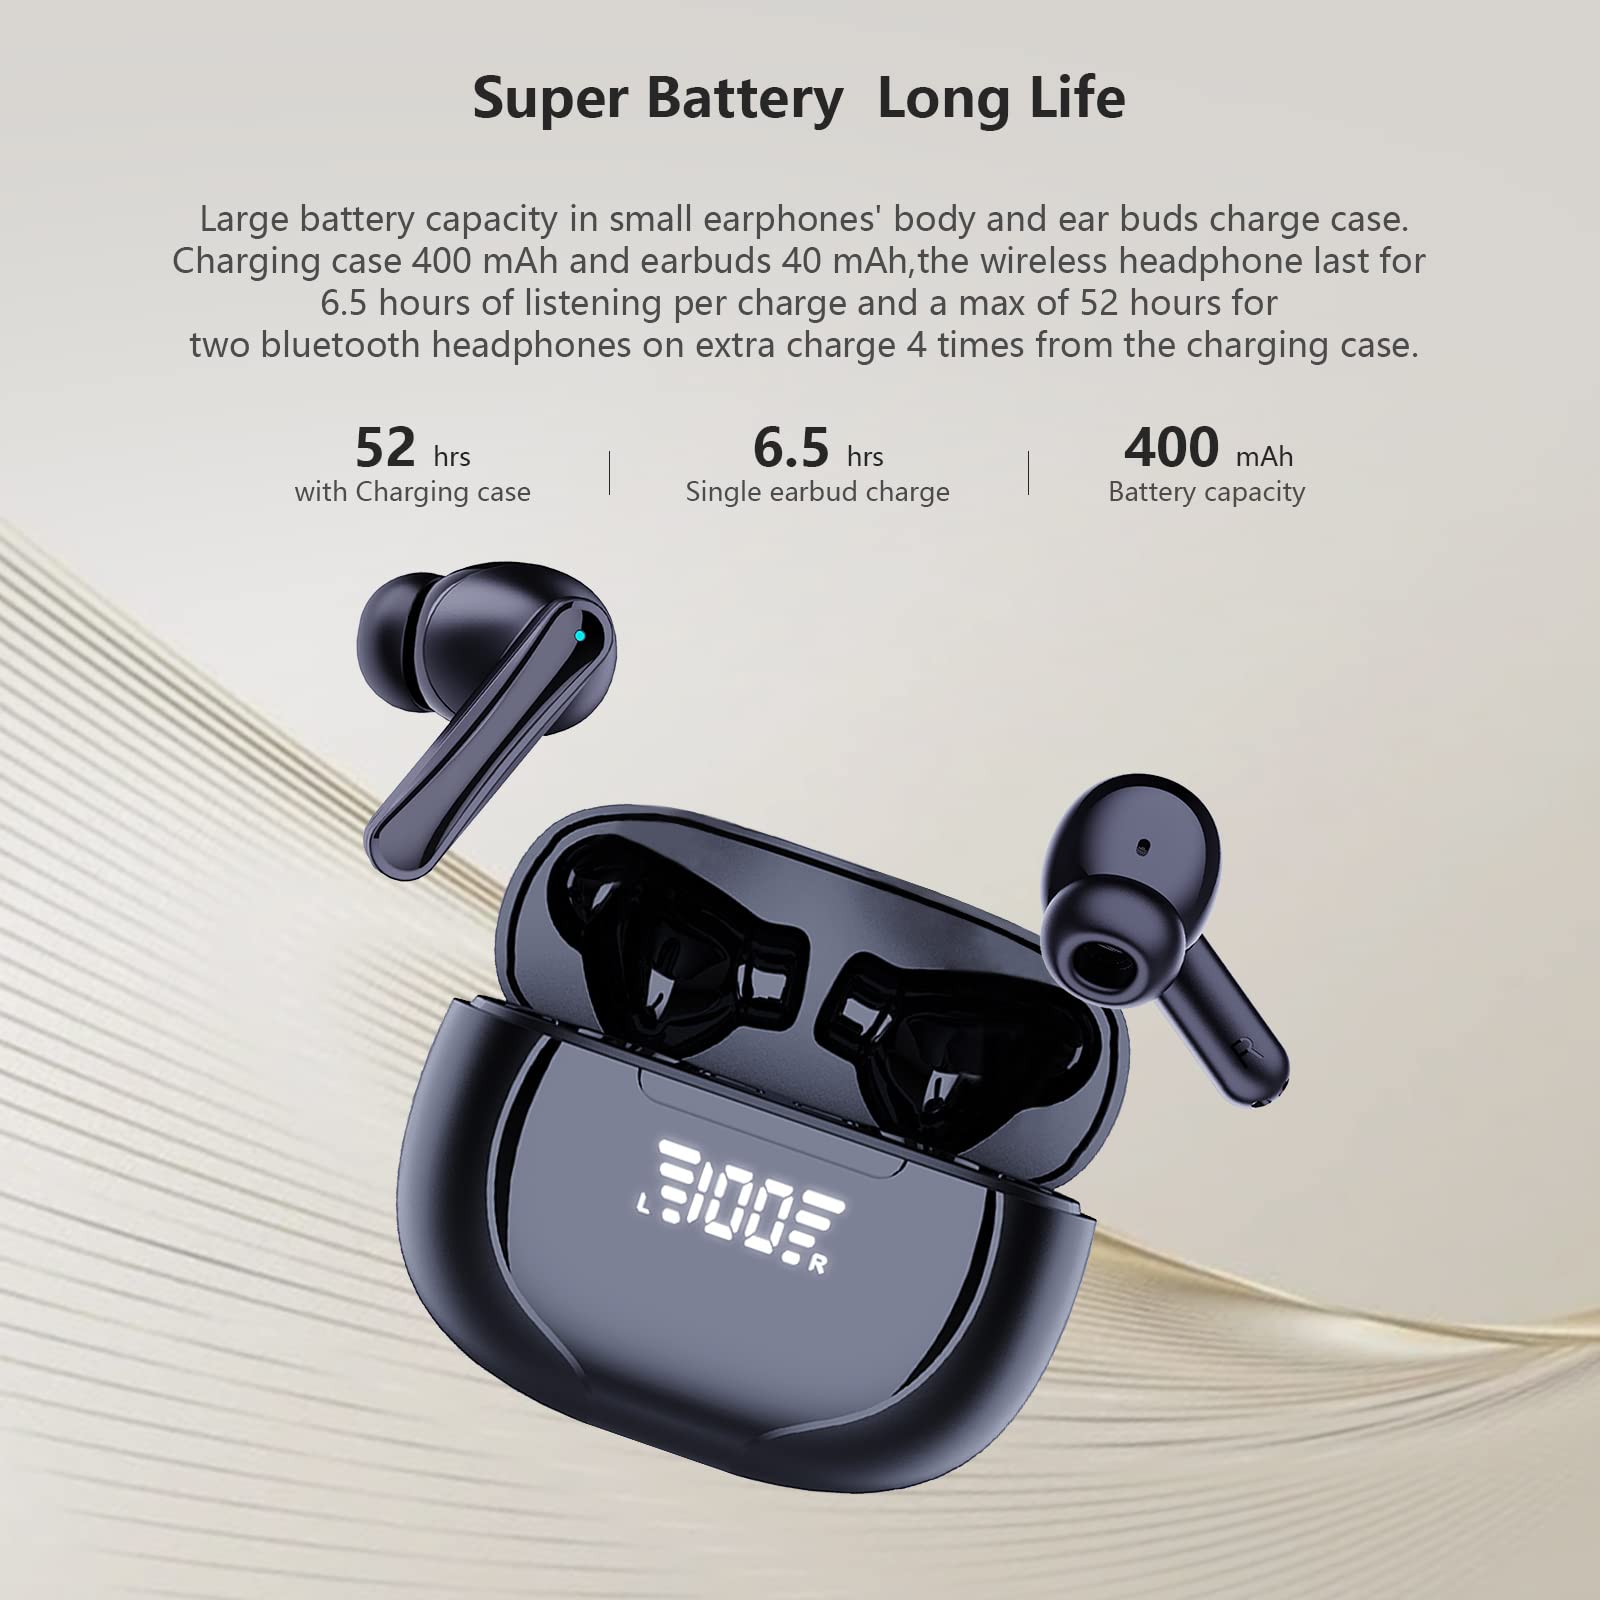 Super Battery  Long Life
Large battery capacity in small earphones' body and ear buds charge case.
Charging case 400 mAh and earbuds 40 mAh,the wireless headphone last for
6.5 hours of listening per charge and a max of 52 hours for
two bluetooth headphones on extra charge 4 times from the charging case.
52 hrs
with Charging case
6.5 hrs
Single earbud charge
400 mAh
Battery capacity
R
L 100 R